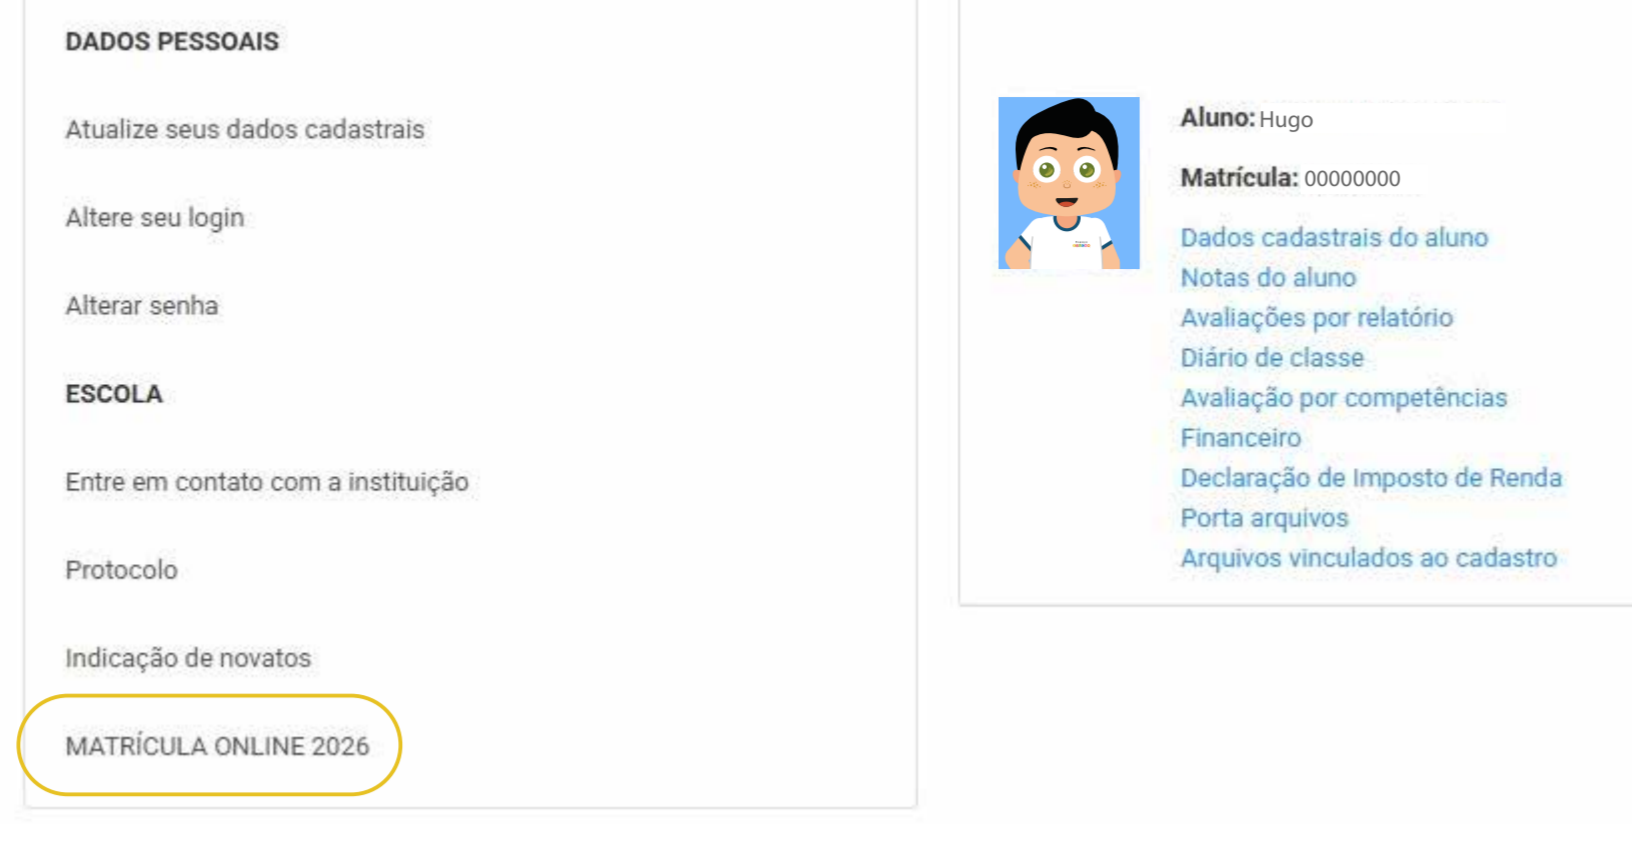 DADOS PESSOAIS
Atualize seus dados cadastrais
Altere seu login
Alterar senha
ESCOLA
Entre em contato com a instituição
Protocolo
Indicação de novatos
MATRÍCULA ONLINE 2026
Aluno: Hugo
Matrícula: 00000000
Dados cadastrais do aluno
Notas do aluno
Avaliações por relatório
Diário de classe
Avaliação por competências
Financeiro
Declaração de Imposto de Renda
Porta arquivos
Arquivos vinculados ao cadastro